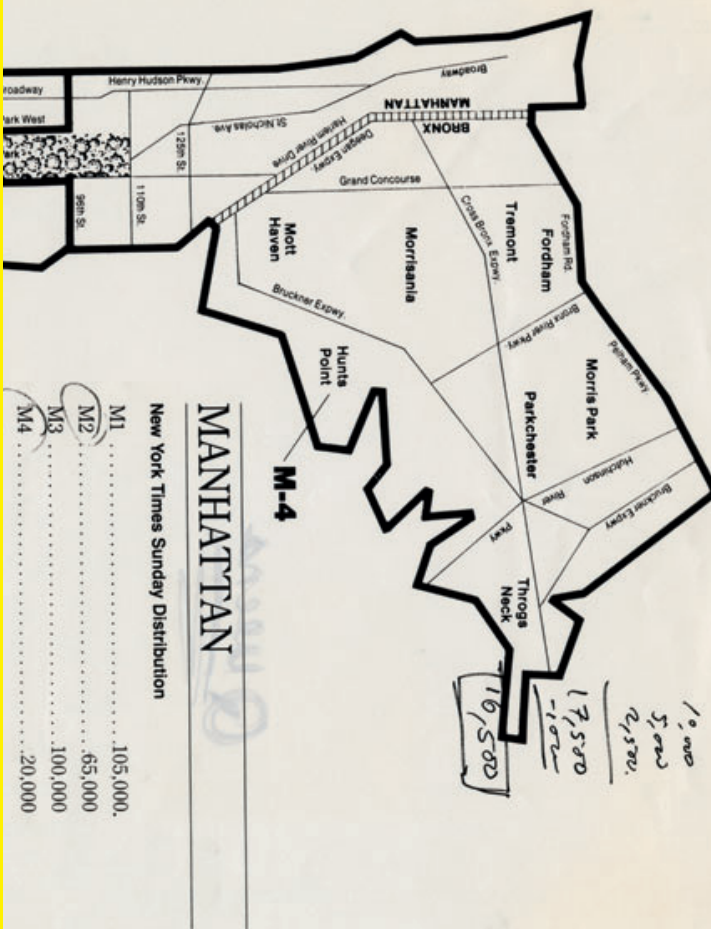 Broadway
MANHATTAN
BRONX
Henry Hudson Pkwy.
roadway
Park West
Park
St. Nicholas Ave.
125th St.
Harlem River Drive
Deegan Expwy.
Grand Concourse
110th St.
96th St.
Cross Bronx Expwy.
Fordham Rd.
Fordham
Tremont
Morrisania
Mott
Haven
Bruckner Expwy.
Bronx River Pkwy.
Pelham Pkwy.
Morris Park
Parkchester
Hunts
Point
Hutchinson
River
Pkwy
Bruckner Expwy
Throgs
Neck
M-4
10,000
5,000
2,500.
17,500
-1000
16,500
MANHATTAN
New York Times Sunday Distribution
M1 ........................ 105,000.
M2 ........................ 65,000
M3 ........................ 100,000
M4 ........................ 20,000